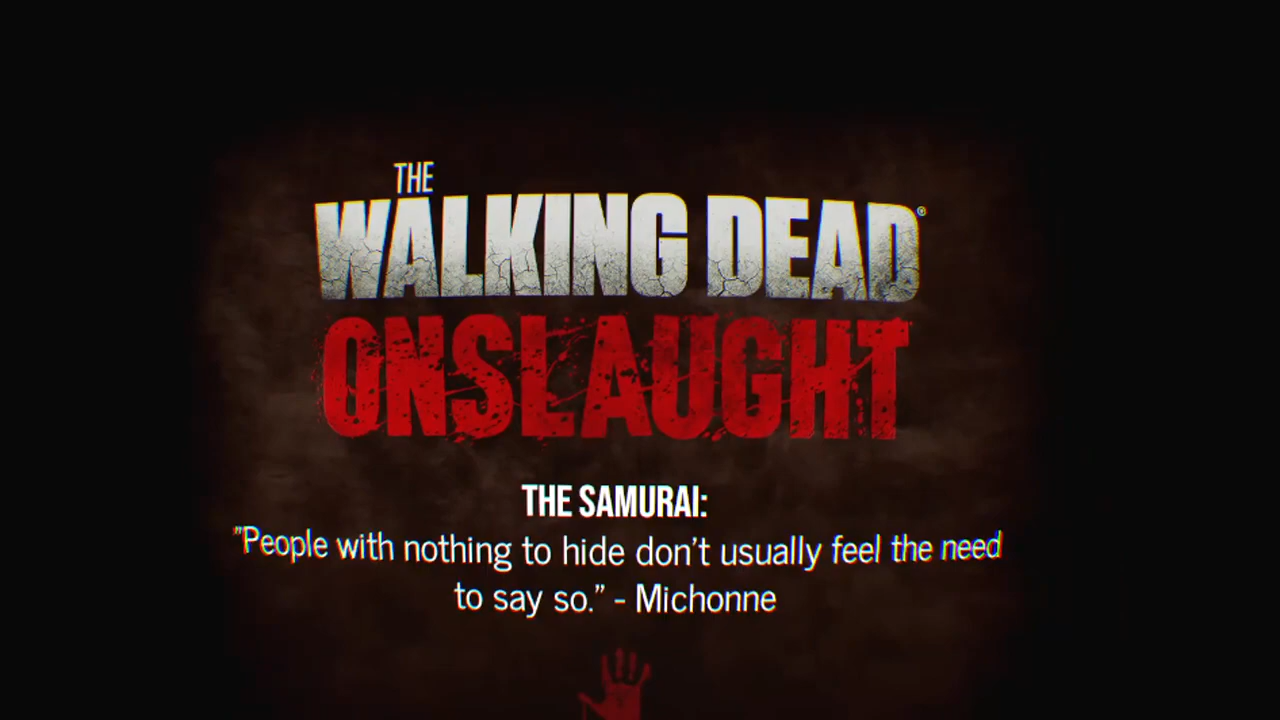 THE
WALKING DEAD®
ONSLAUGHT
THE SAMURAI:
"People with nothing to hide don't usually feel the need
to say so." - Michonne